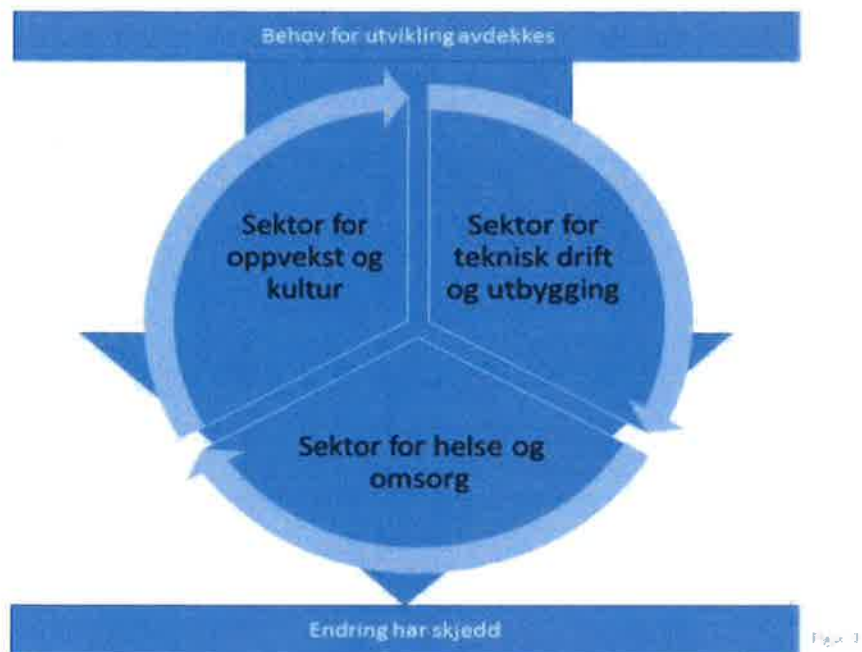 Behov for utvikling avdekkes
Sektor for
oppvekst og
kultur
Sektor for
teknisk drift
og utbygging
Sektor for helse og
omsorg
Endring har skjedd